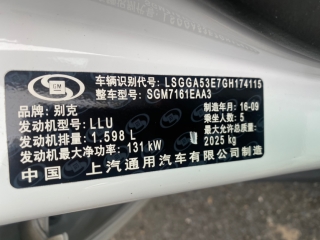 GM
车辆识别代号: LSGGA53E7GH174115
整车型号: SGM7161EAA3
品牌: 别克 制造年月: 16-09
发动机型号: LLU 乘坐人数: 5
发动机排量: 1.598 L 最大允许总质量
发动机最大净功率: 131 kW 2025 kg
中国 上汽通用汽车有限公司制造